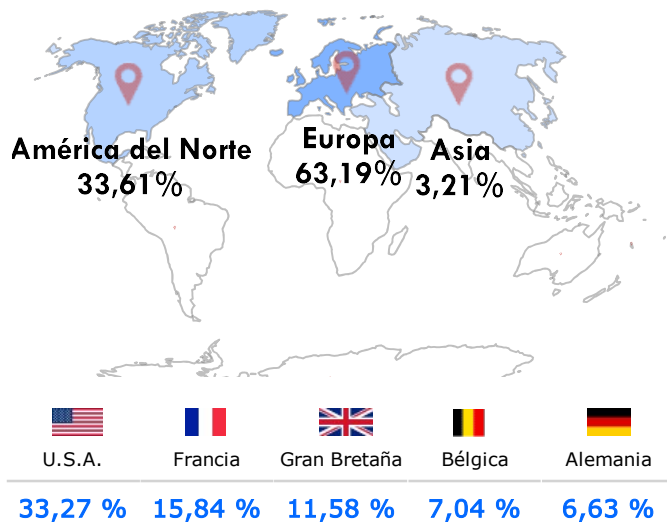 América del Norte
33,61%
Europa
63,19%
Asia
3,21%
U.S.A. Francia Gran Bretaña Bélgica Alemania
33,27 % 15,84 % 11,58 % 7,04 % 6,63 %